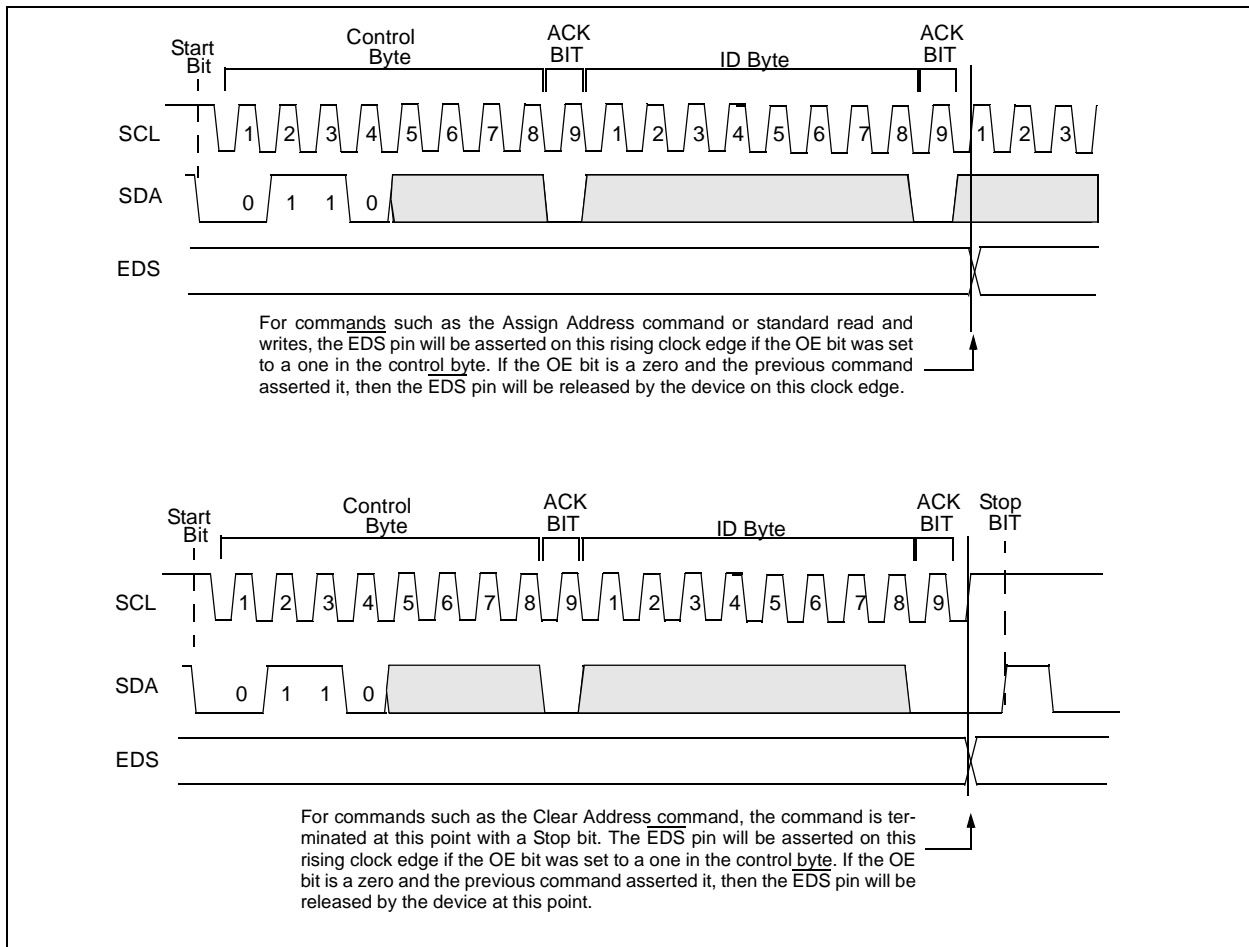 Start
Bit
Control
Byte
ACK
BIT
ID Byte
ACK
BIT
SCL
1 2 3 4 5 6 7 8 9 1 2 3 4 5 6 7 8 9 1 2 3
SDA
0 1 1 0
EDS
For commands such as the Assign Address command or standard read and
writes, the EDS pin will be asserted on this rising clock edge if the OE bit was set
to a one in the control byte. If the OE bit is a zero and the previous command
asserted it, then the EDS pin will be released by the device on this clock edge.
Start
Bit
Control
Byte
ACK
BIT
ID Byte
ACK
BIT
Stop
BIT
SCL
1 2 3 4 5 6 7 8 9 1 2 3 4 5 6 7 8 9
SDA
0 1 1 0
EDS
For commands such as the Clear Address command, the command is ter-
minated at this point with a Stop bit. The EDS pin will be asserted on this
rising clock edge if the OE bit was set to a one in the control byte. If the OE
bit is a zero and the previous command asserted it, then the EDS pin will be
released by the device at this point.